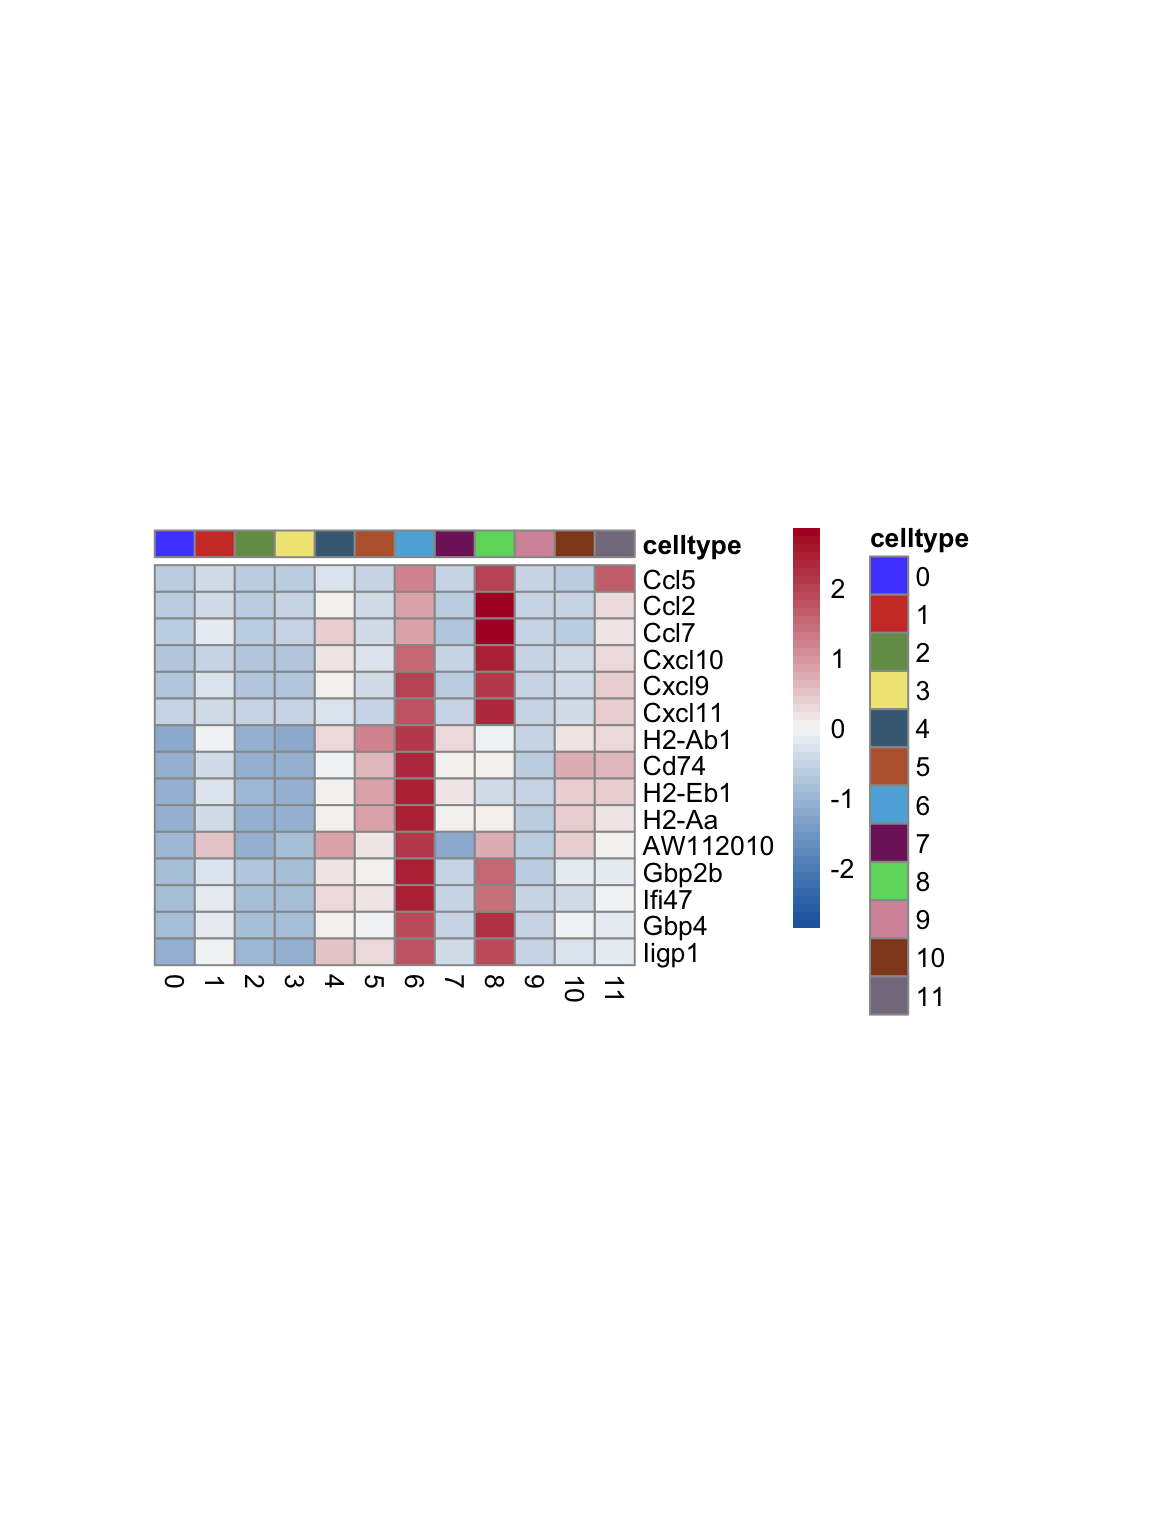 celltype
Ccl5
Ccl2
Ccl7
Cxcl10
Cxcl9
Cxcl11
H2-Ab1
Cd74
H2-Eb1
H2-Aa
AW112010
Gbp2b
Ifi47
Gbp4
Iigp1
0 1 2 3 4 5 6 7 8 9 10 11
2
1
0
-1
-2
celltype
0
1
2
3
4
5
6
7
8
9
10
11